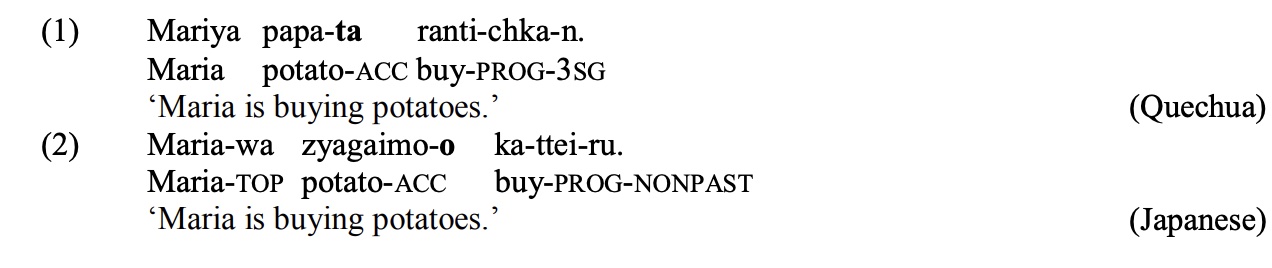 (1) Mariya papa-ta ranti-chka-n.
Maria potato-ACC buy-PROG-3SG
‘Maria is buying potatoes.’ (Quechua)
(2) Maria-wa zyagaimo-o ka-ttei-ru.
Maria-TOP potato-ACC buy-PROG-NONPAST
‘Maria is buying potatoes.’ (Japanese)